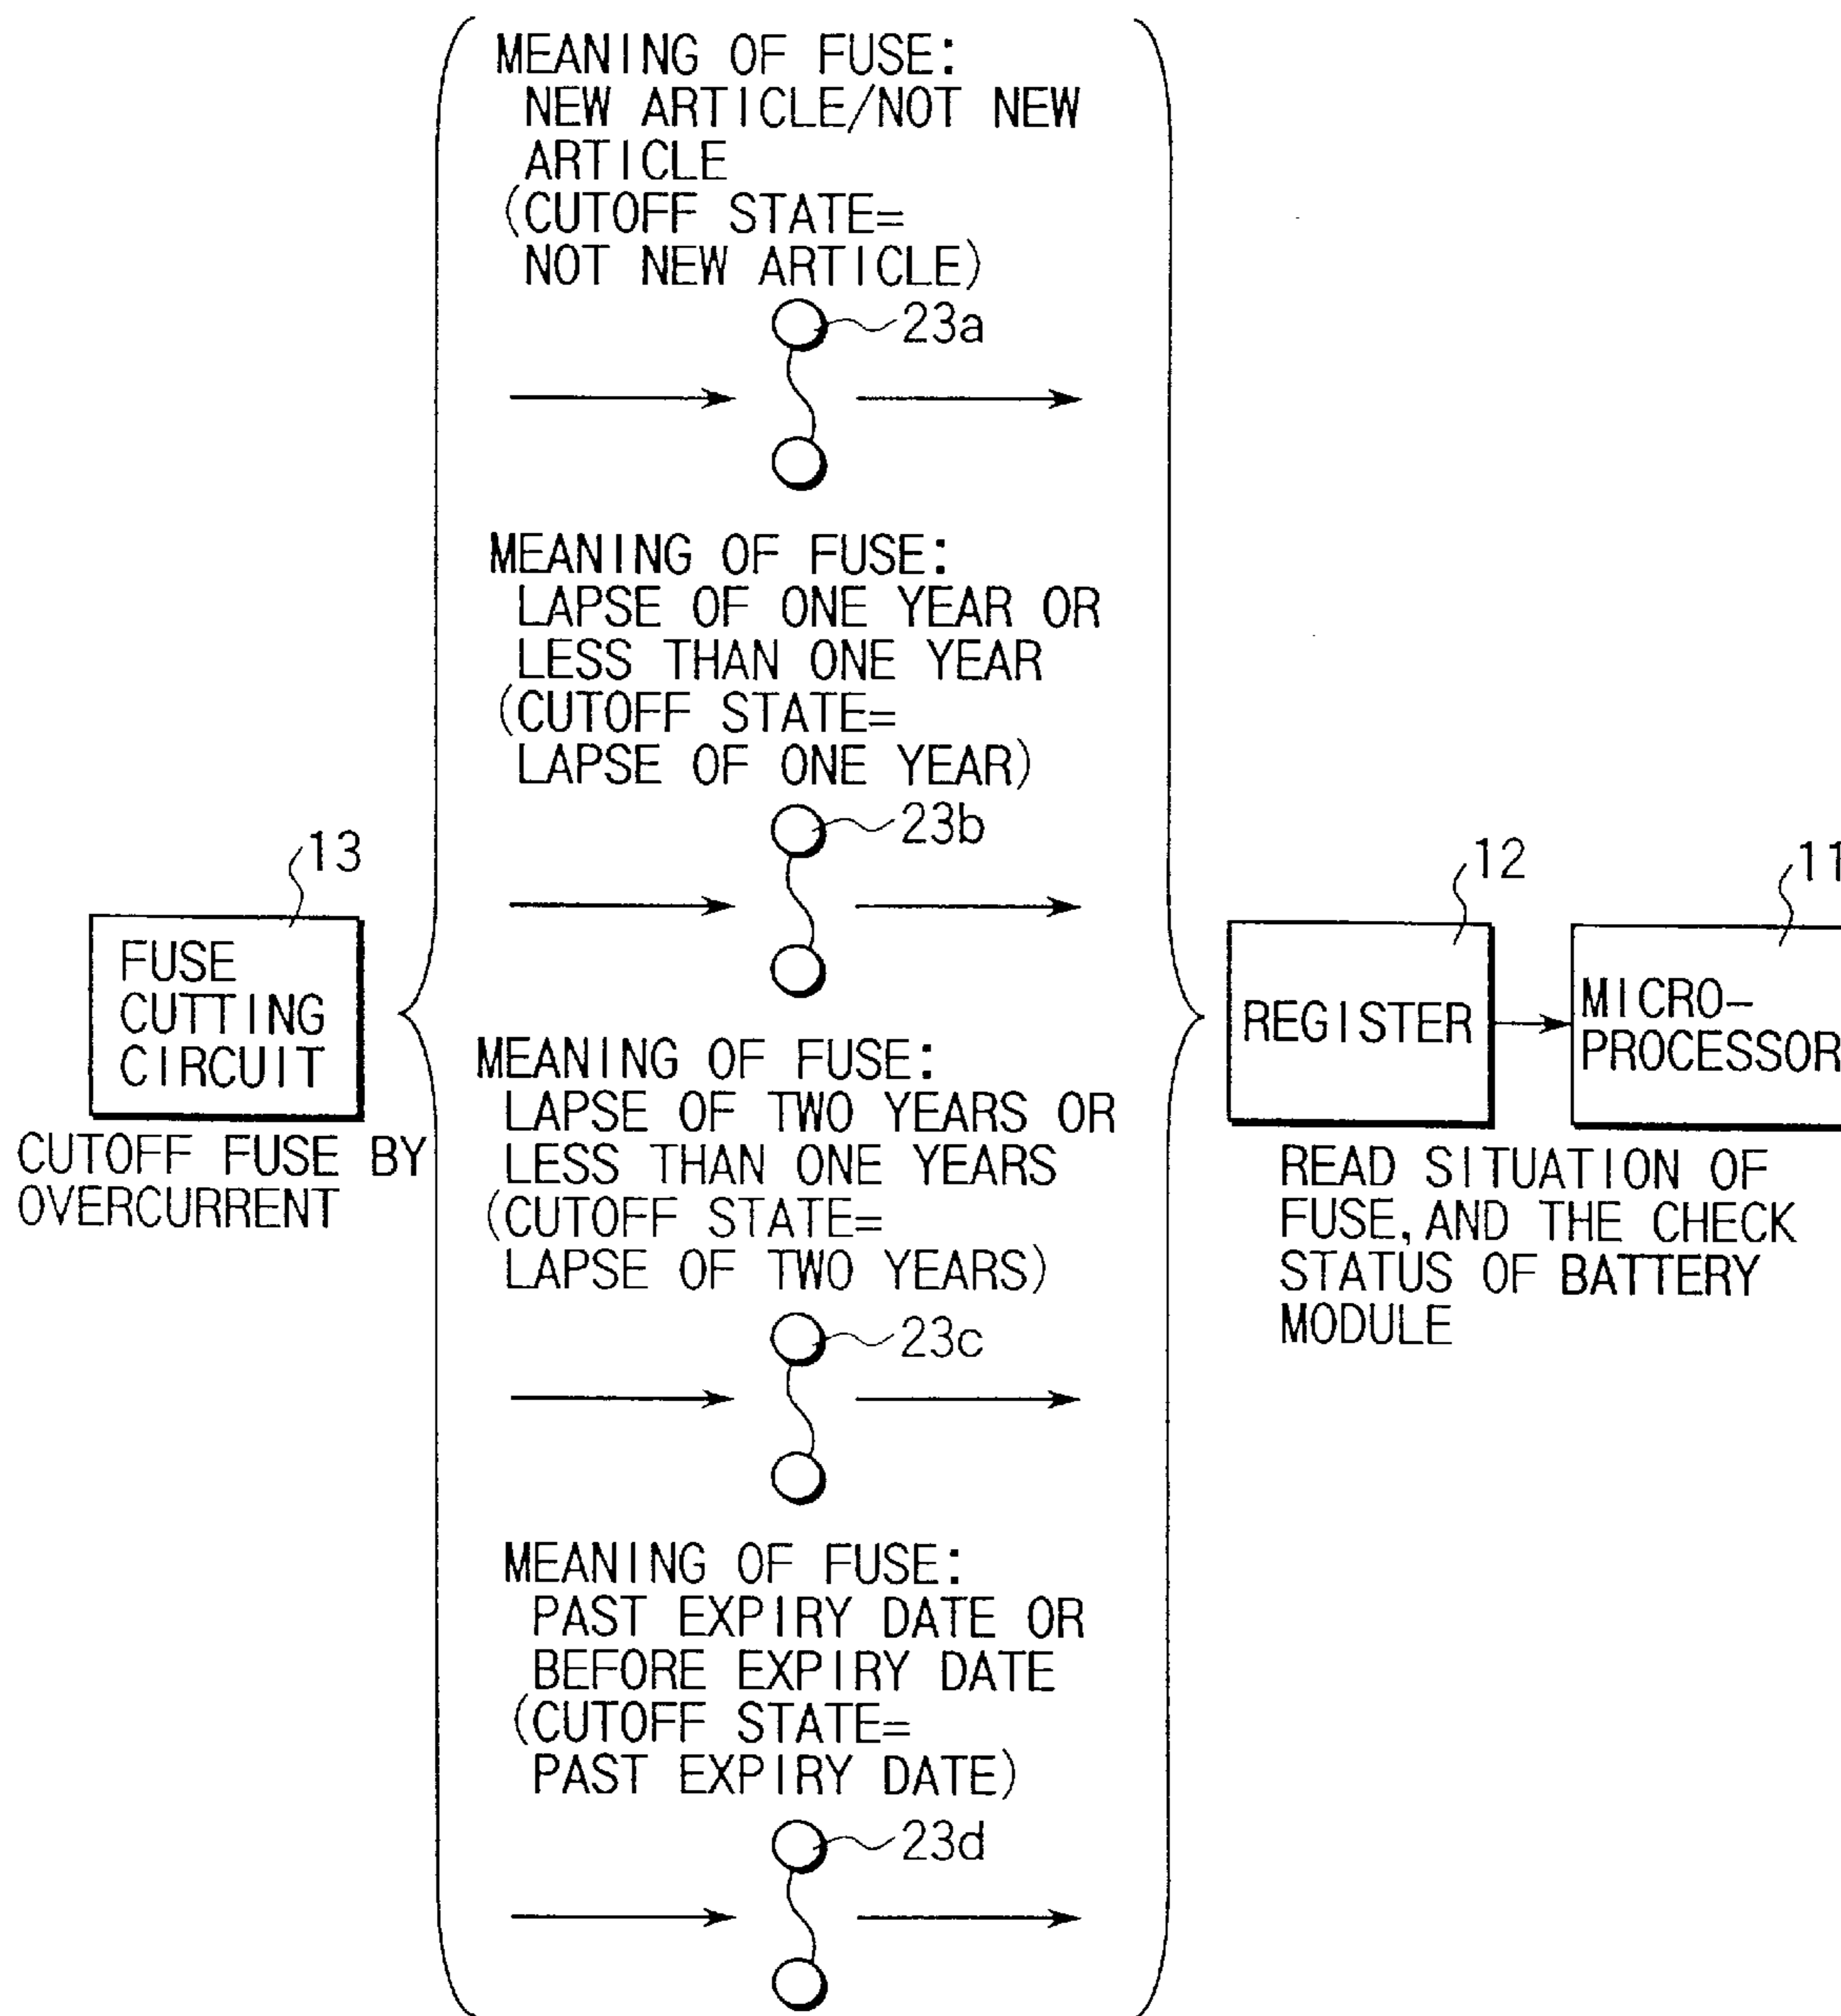 13
FUSE
CUTTING
CIRCUIT
CUTOFF FUSE BY
OVERCURRENT
MEANING OF FUSE:
NEW ARTICLE/NOT NEW
ARTICLE
(CUTOFF STATE=
NOT NEW ARTICLE)
23a
MEANING OF FUSE:
LAPSE OF ONE YEAR OR
LESS THAN ONE YEAR
(CUTOFF STATE=
LAPSE OF ONE YEAR)
23b
MEANING OF FUSE:
LAPSE OF TWO YEARS OR
LESS THAN ONE YEARS
(CUTOFF STATE=
LAPSE OF TWO YEARS)
23c
MEANING OF FUSE:
PAST EXPIRY DATE OR
BEFORE EXPIRY DATE
(CUTOFF STATE=
PAST EXPIRY DATE)
23d
12
REGISTER
11
MICRO-
PROCESSOR
READ SITUATION OF
FUSE, AND THE CHECK
STATUS OF BATTERY
MODULE